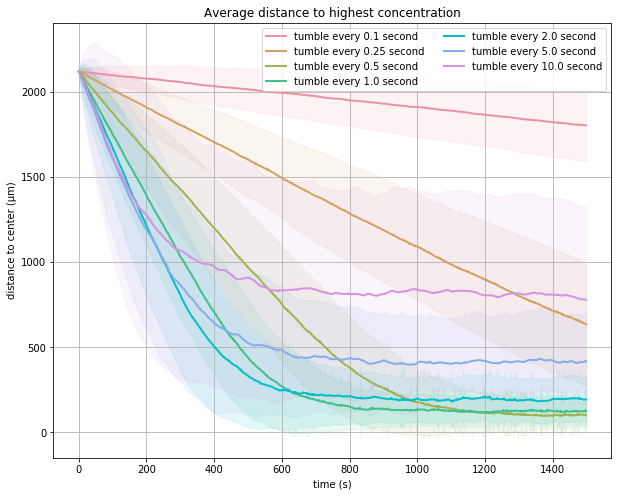 Average distance to highest concentration
tumble every 0.1 second
tumble every 0.25 second
tumble every 0.5 second
tumble every 1.0 second
tumble every 2.0 second
tumble every 5.0 second
tumble every 10.0 second
distance to center (µm)
2000
1500
1000
500
0
0 200 400 600 800 1000 1200 1400
time (s)